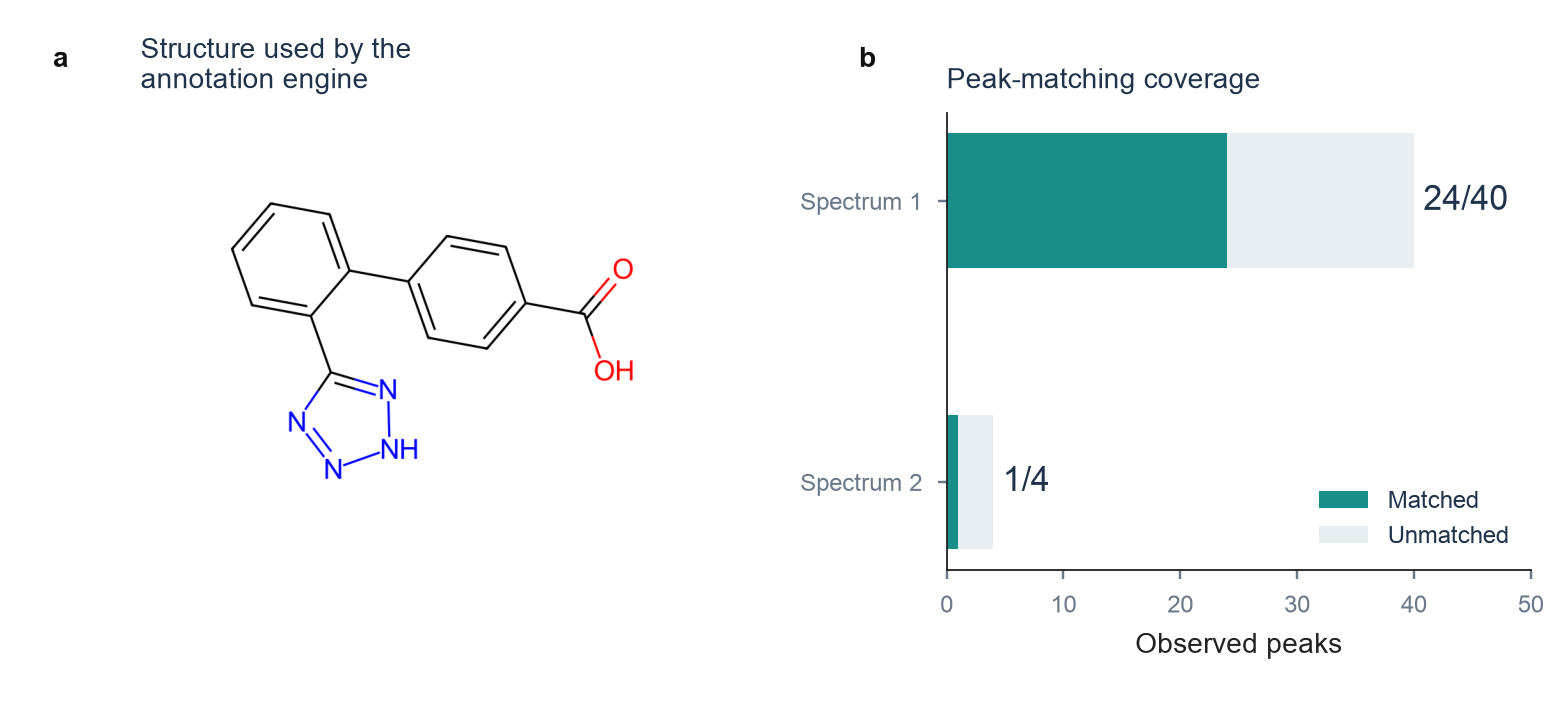 a
Structure used by the
annotation engine
O
OH
N
N
NH
N
b
Peak-matching coverage
Spectrum 1
24/40
Spectrum 2
1/4
Matched
Unmatched
0 10 20 30 40 50
Observed peaks